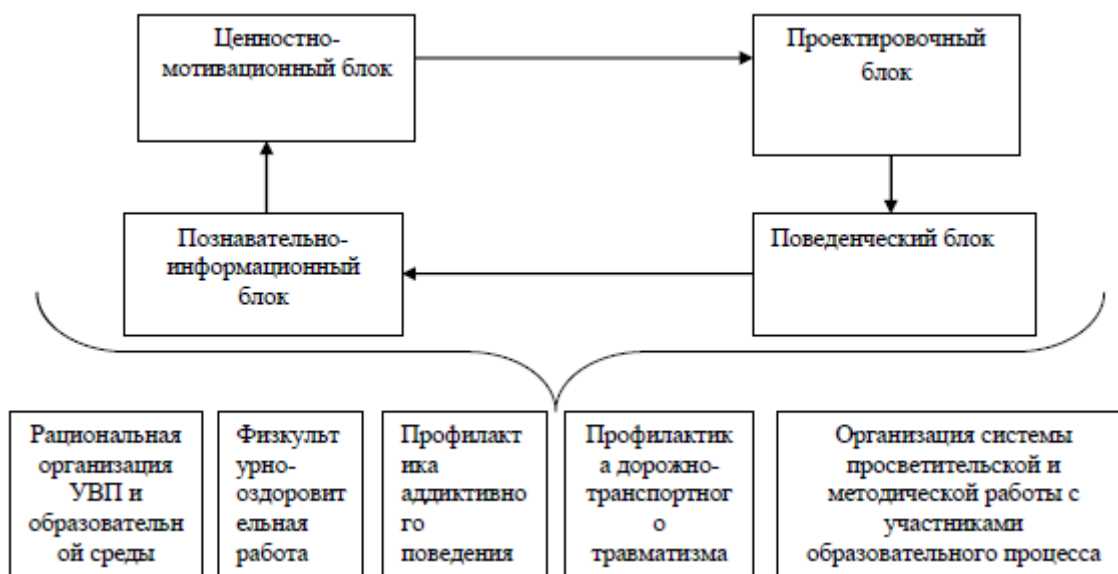 Ценностно-
мотивационный блок
Проектировочный
блок
Познавательно-
информационный
блок
Поведенческий блок
Рациональная
организация
УВП и
образовательн
ой среды
Физкульт
урно-
оздоровит
ельная
работа
Профилакт
ика
аддиктивно
го
поведения
Профилактик
а дорожно-
транспортног
о
травматизма
Организация системы
просветительской и
методической работы с
участниками
образовательного процесса